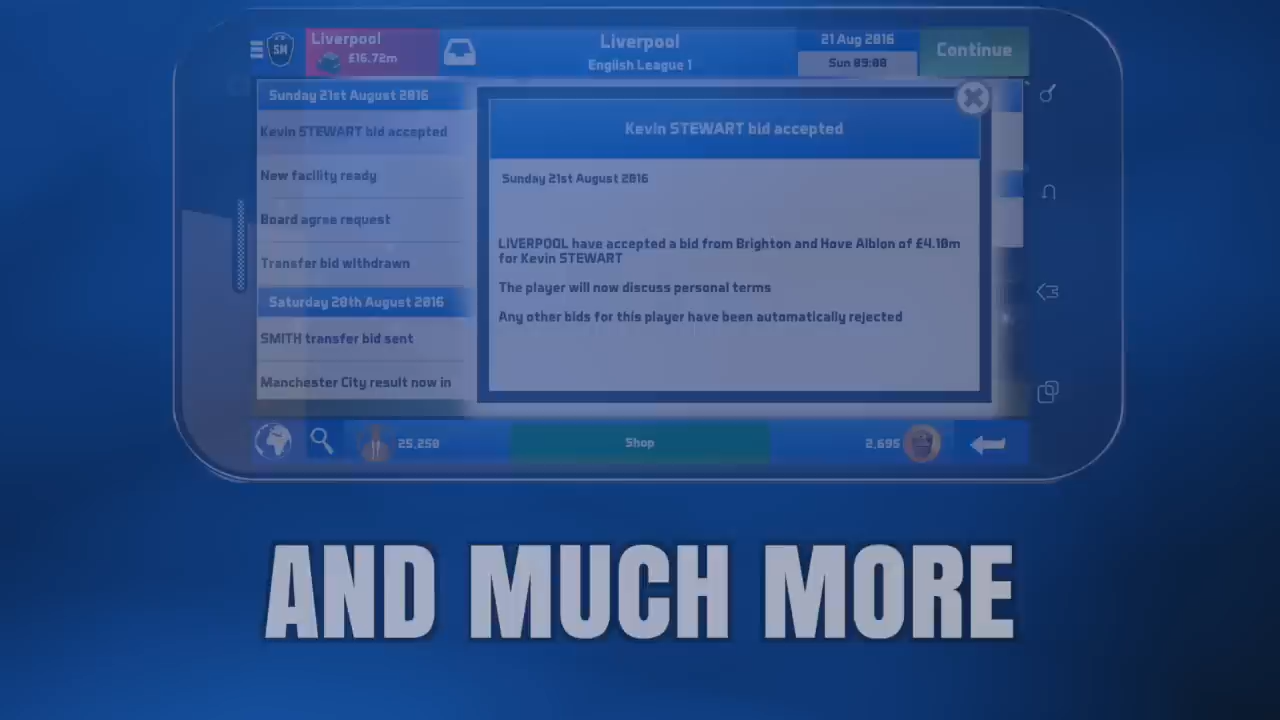 SM
Liverpool
£16.72m
Liverpool
English League 1
21 Aug 2016
Sun 09:00
Continue
Sunday 21st August 2016
Kevin STEWART bid accepted
New facility ready
Board agree request
Transfer bid withdrawn
Saturday 20th August 2016
SMITH transfer bid sent
Manchester City result now in
Kevin STEWART bid accepted
Sunday 21st August 2016
LIVERPOOL have accepted a bid from Brighton and Hove Albion of £4.10m
for Kevin STEWART
The player will now discuss personal terms
Any other bids for this player have been automatically rejected
25,250
Shop
2,695
AND MUCH MORE